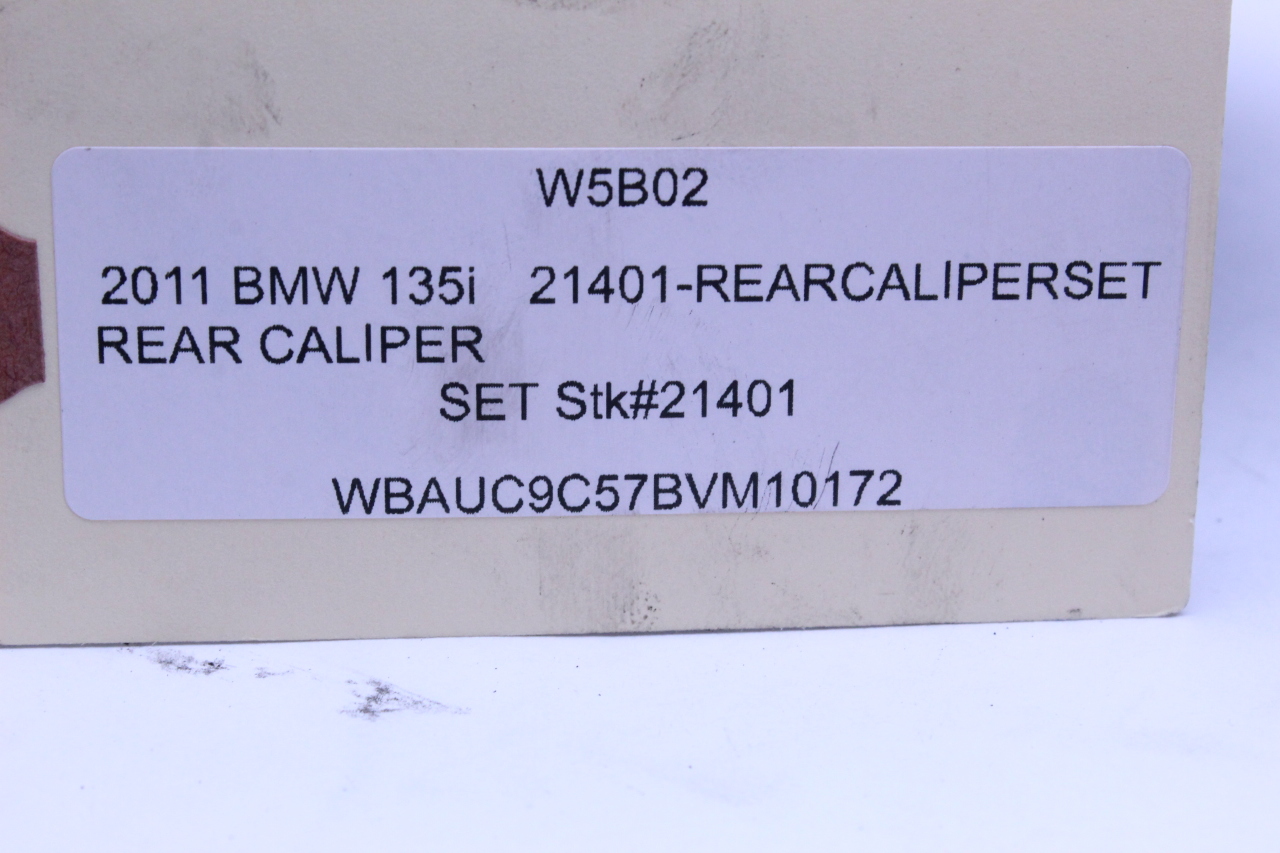 W5B02
2011 BMW 135i 21401-REARCALIPERSET
REAR CALIPER
SET Stk#21401
WBAUC9C57BVM10172